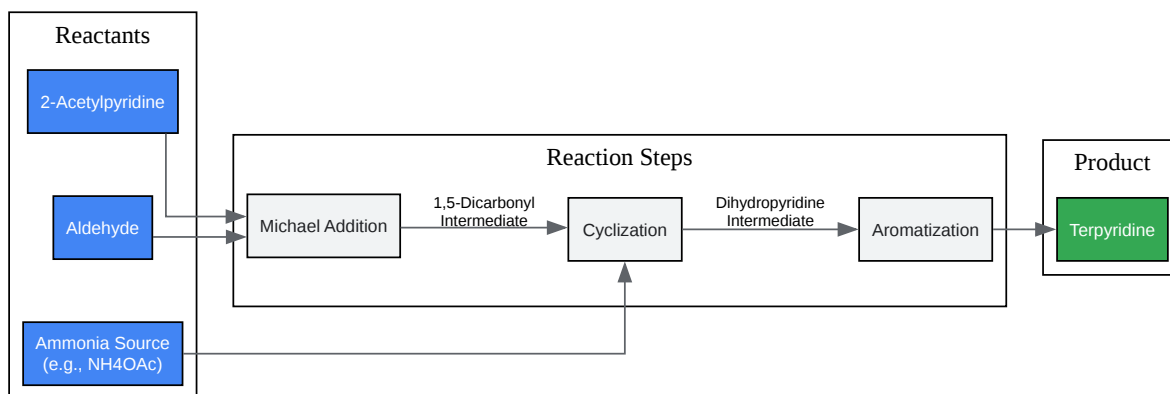 Reactants
2-Acetylpyridine
Aldehyde
Ammonia Source
(e.g., NH4OAc)
Reaction Steps
Michael Addition
1,5-Dicarbonyl
Intermediate
Cyclization
Dihydropyridine
Intermediate
Aromatization
Product
Terpyridine